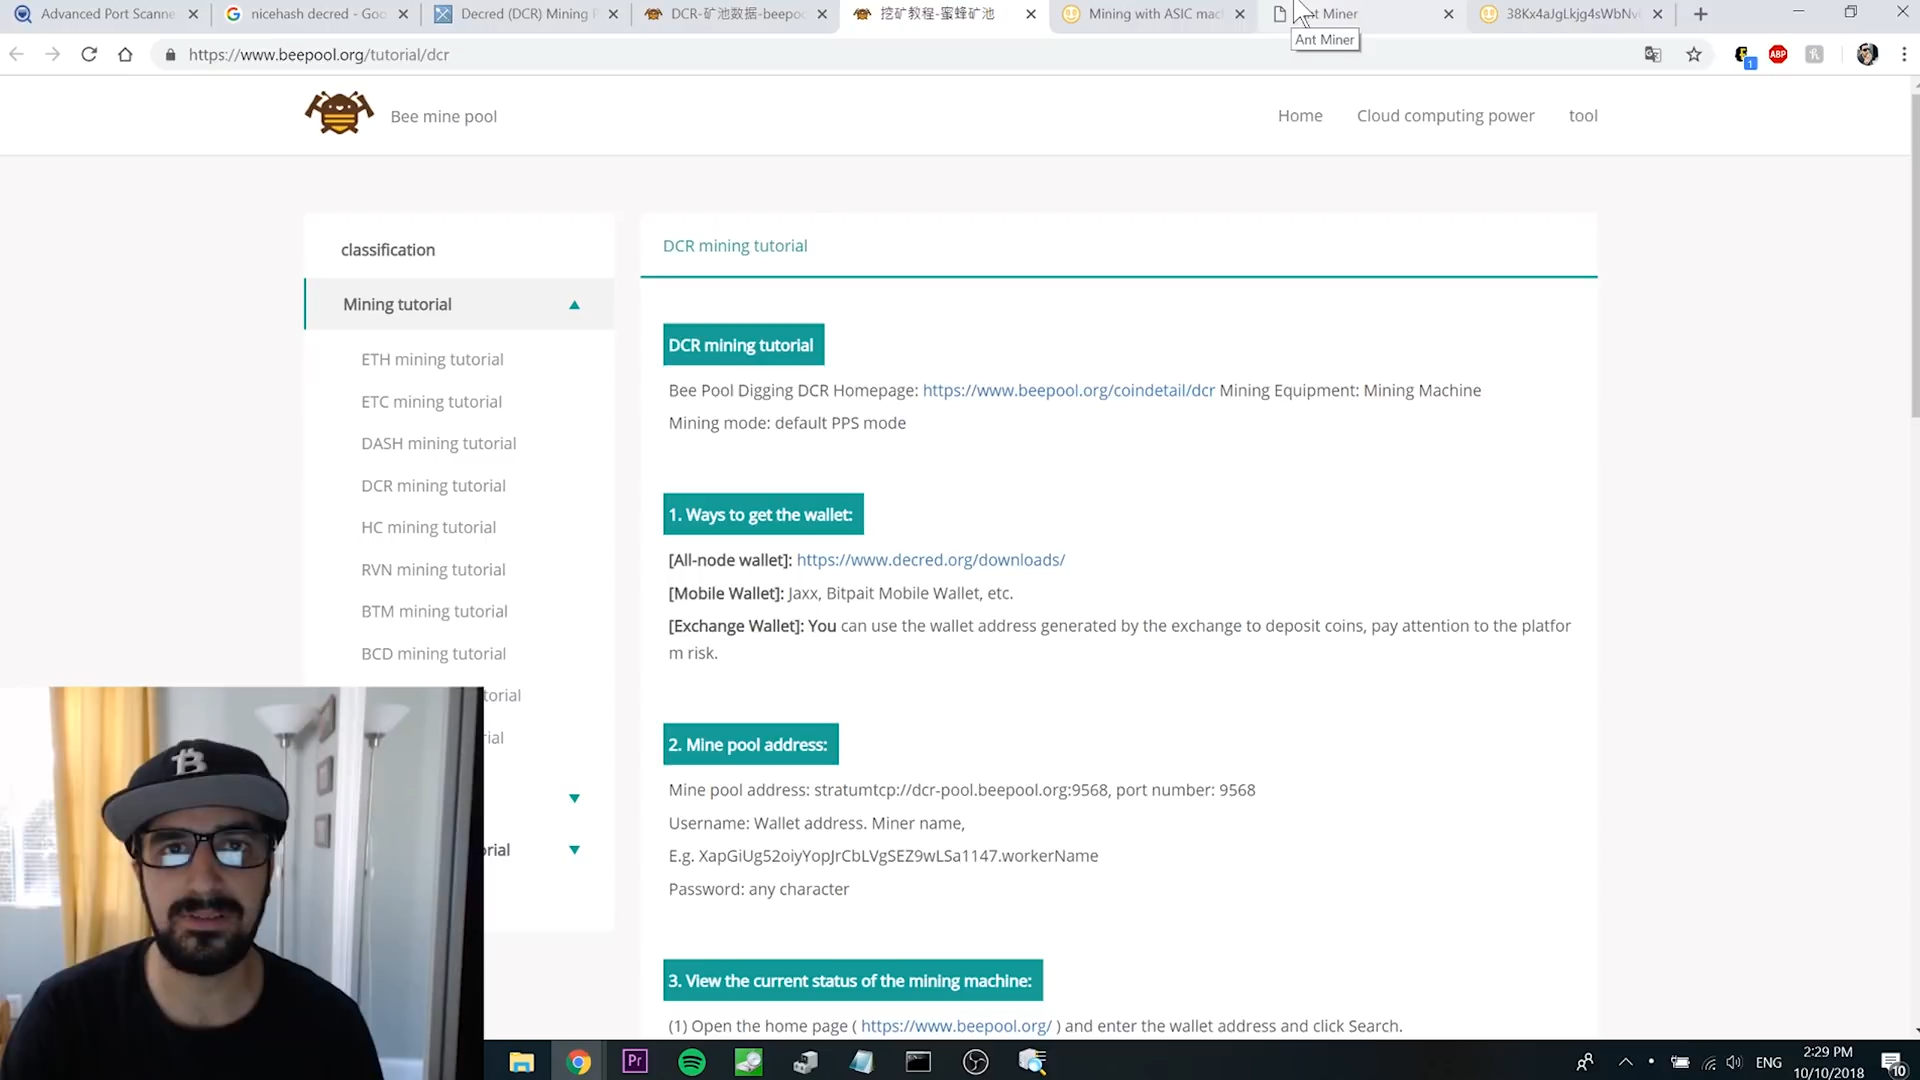 Advanced Port Scanne
nicehash decred - Goo
Decred (DCR) Mining P
DCR-矿池数据-beepoo
挖矿教程-蜜蜂矿池
Mining with ASIC mac
nt Miner
38Kx4aJgLkjg4sWbNv
Ant Miner
https://www.beepool.org/tutorial/dcr
1
ABP
Bee mine pool
Home
Cloud computing power
tool
classification
Mining tutorial
ETH mining tutorial
ETC mining tutorial
DASH mining tutorial
DCR mining tutorial
HC mining tutorial
RVN mining tutorial
BTM mining tutorial
BCD mining tutorial
torial
rial
orial
DCR mining tutorial
DCR mining tutorial
Bee Pool Digging DCR Homepage: https://www.beepool.org/coindetail/dcr Mining Equipment: Mining Machine
Mining mode: default PPS mode
1. Ways to get the wallet:
[All-node wallet]: https://www.decred.org/downloads/
[Mobile Wallet]: Jaxx, Bitpait Mobile Wallet, etc.
[Exchange Wallet]: You can use the wallet address generated by the exchange to deposit coins, pay attention to the platfor
m risk.
2. Mine pool address:
Mine pool address: stratumtcp://dcr-pool.beepool.org:9568, port number: 9568
Username: Wallet address. Miner name,
E.g. XapGiUg52oiyYopJrCbLVgSEZ9wLSa1147.workerName
Password: any character
3. View the current status of the mining machine:
(1) Open the home page ( https://www.beepool.org/ ) and enter the wallet address and click Search.
Pr
ENG
2:29 PM
10/10/2018
10